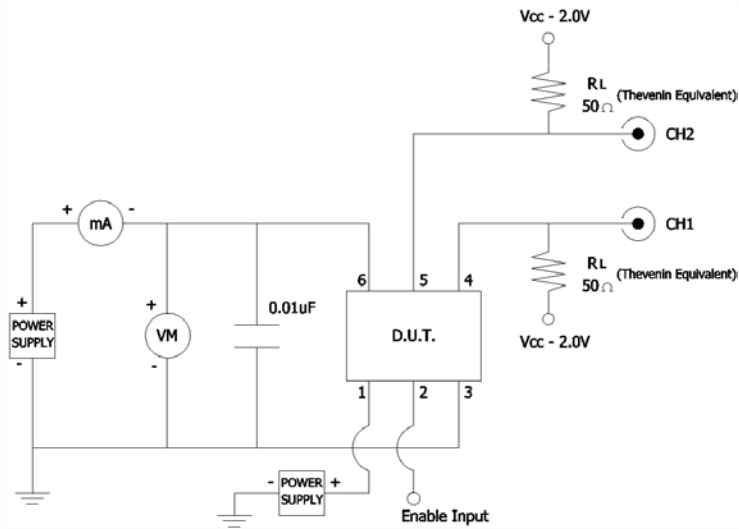 Vcc - 2.0V
RL (Thevenin Equivalent)
50Ω
CH2
+ mA -
CH1
RL (Thevenin Equivalent)
50Ω
6 5 4
0.01uF
+
POWER
SUPPLY
-
+
VM
-
D.U.T.
Vcc - 2.0V
1 2 3
- POWER +
SUPPLY
Enable Input